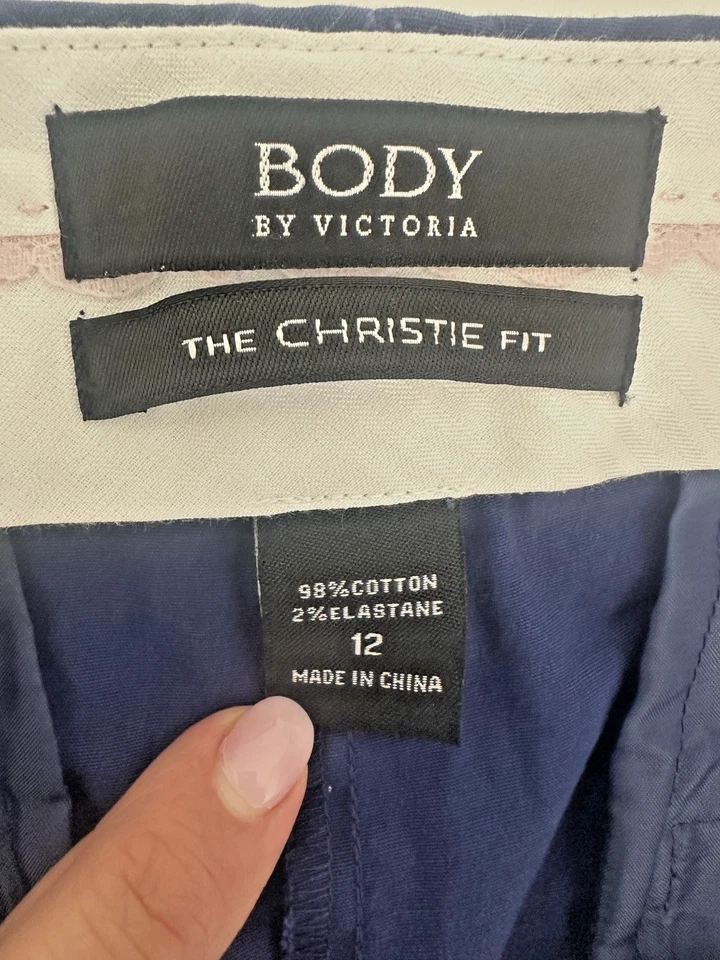 BODY
BY VICTORIA
THE CHRISTIE FIT
98%COTTON
2%ELASTANE
12
MADE IN CHINA